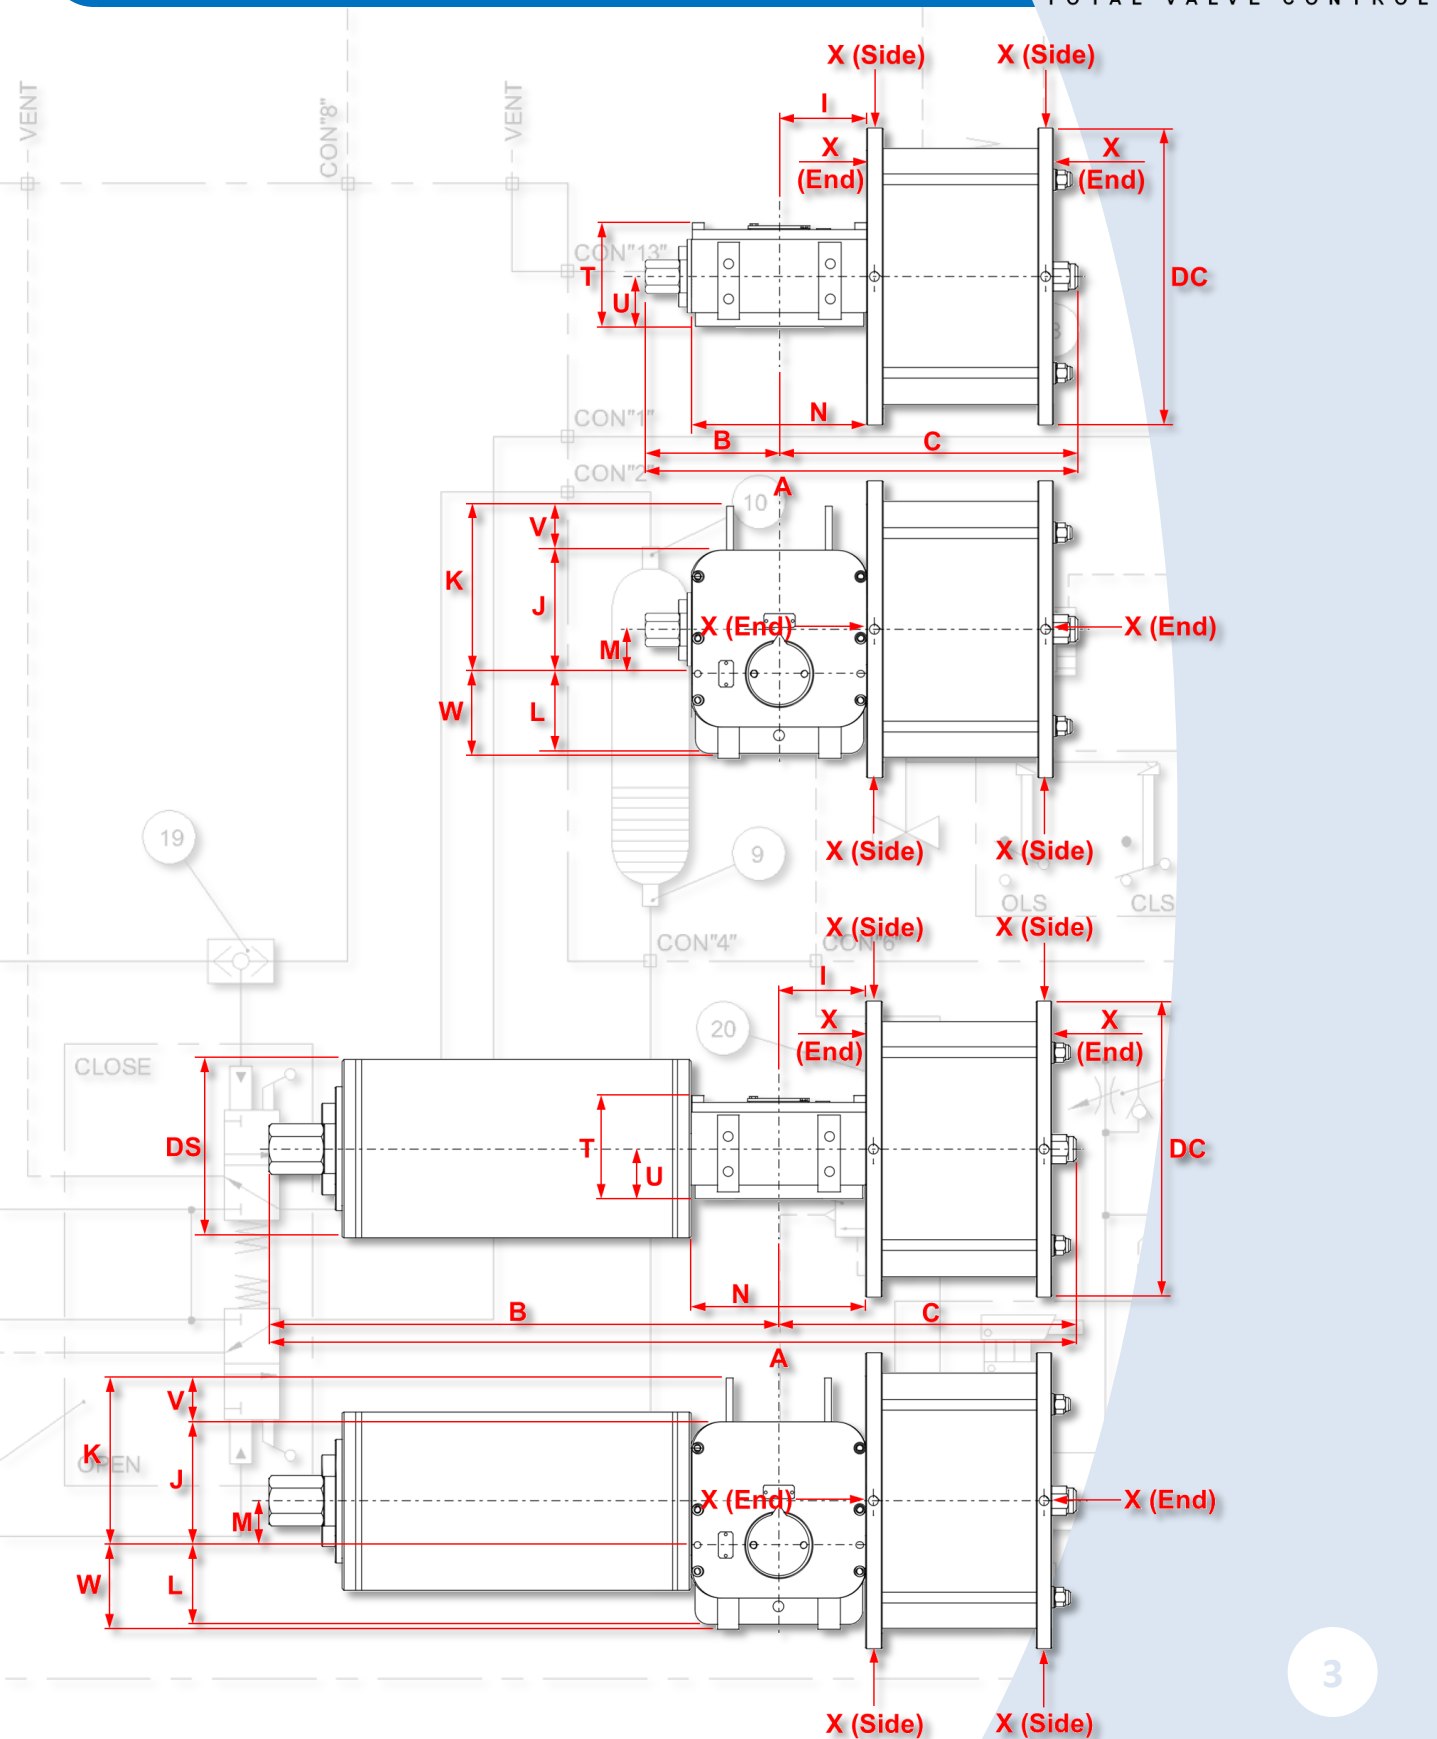 TOTAL VALVE CONTROL
X (Side) X (Side)
VENT CON"8" VENT
I
X (End) X (End)
T U CON"13" DC
3
N
CON"1"
B C
CON"2"
A
10
V
K J
X (End) X (End)
M
W L
X (Side) X (Side)
19 9
OLS CLS
X (Side) X (Side)
CON"4" CON"6"
I
20 X (End) X (End)
CLOSE
DS T U DC
N
B C
A
V
K J
OPEN
X (End) X (End)
M
W L
3
X (Side) X (Side)